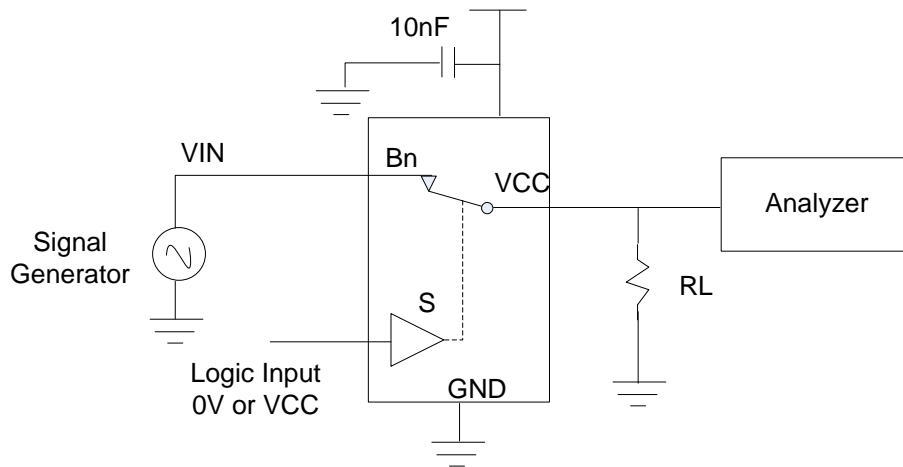 10nF
VIN
Bn
VCC
Analyzer
Signal
Generator
RL
S
Logic Input
0V or VCC
GND